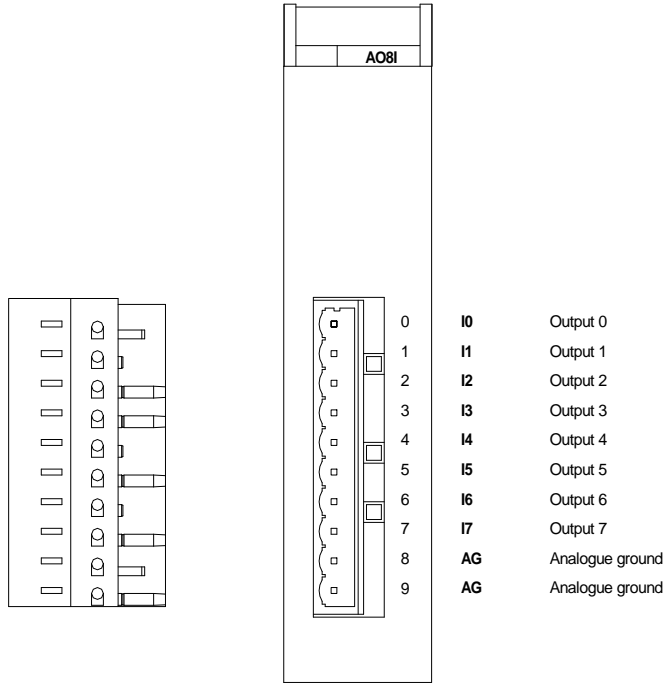 AO8I
0 I0 Output 0
1 I1 Output 1
2 I2 Output 2
3 I3 Output 3
4 I4 Output 4
5 I5 Output 5
6 I6 Output 6
7 I7 Output 7
8 AG Analogue ground
9 AG Analogue ground